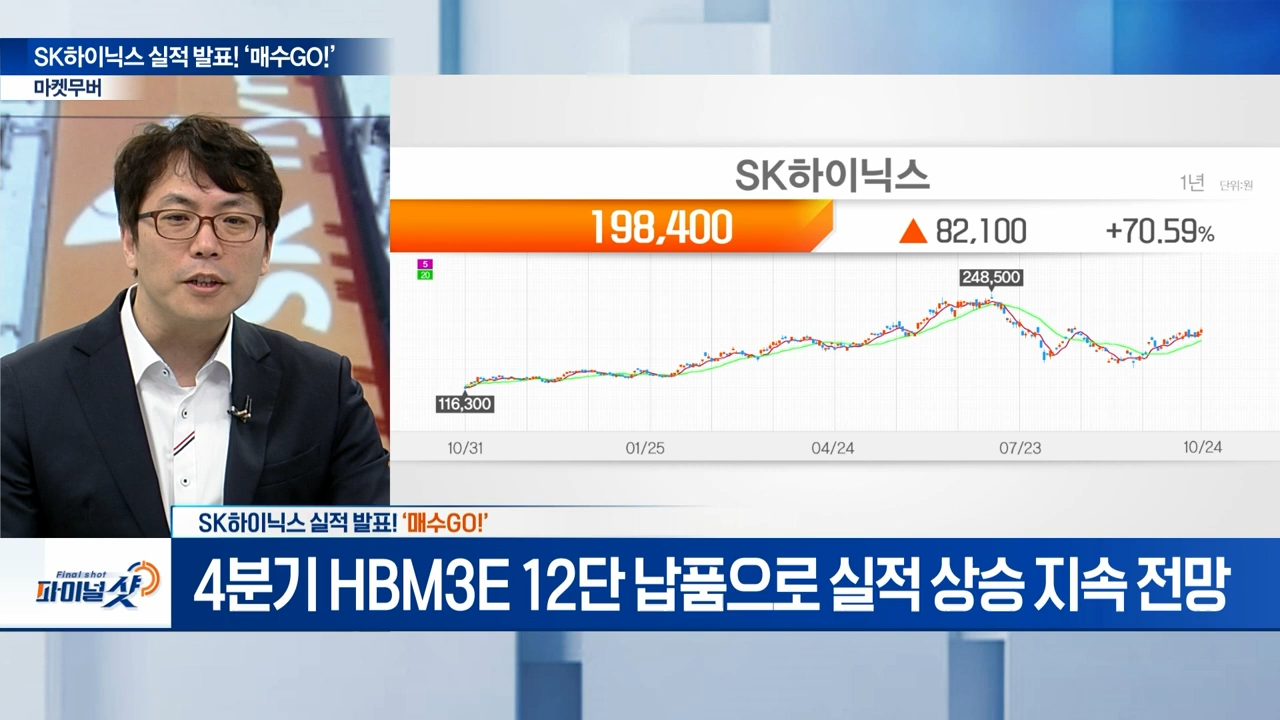 SK하이닉스 실적 발표! ‘매수GO!’
마켓무버
SK하이닉스
1년 단위:원
198,400 ▲ 82,100 +70.59%
5
20
248,500
116,300
10/31 01/25 04/24 07/23 10/24
SK하이닉스 실적 발표! ‘매수GO!’
Final shot
파이널샷
4분기 HBM3E 12단 납품으로 실적 상승 지속 전망